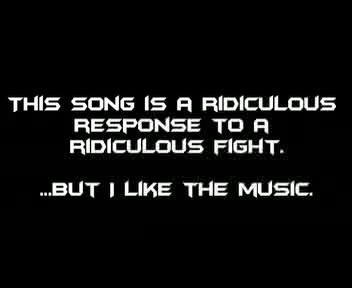 THIS SONG IS A RIDICULOUS
RESPONSE TO A
RIDICULOUS FIGHT.
...BUT I LIKE THE MUSIC.